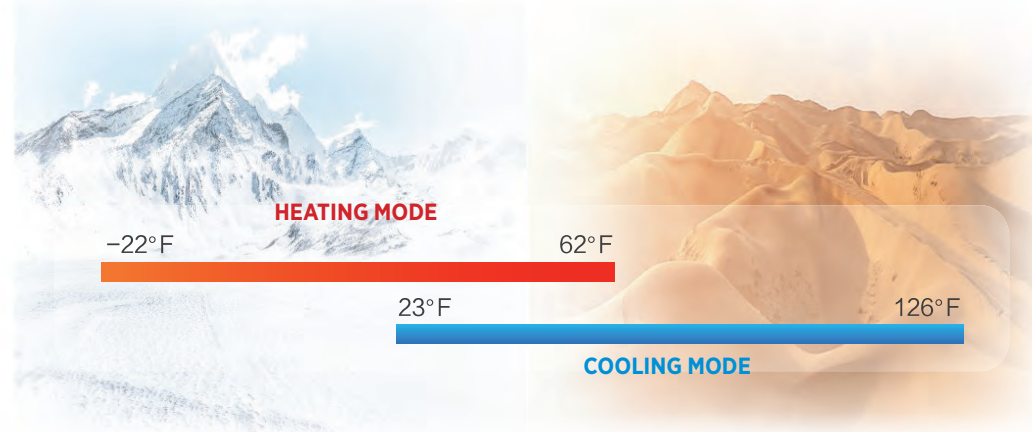 HEATING MODE
−22°F
62°F
23°F
126°F
COOLING MODE